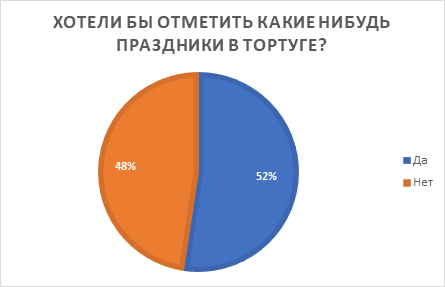 ХОТЕЛИ БЫ ОТМЕТИТЬ КАКИЕ НИБУДЬ
ПРАЗДНИКИ В ТОРТУГЕ?
48%
52%
Да
Нет